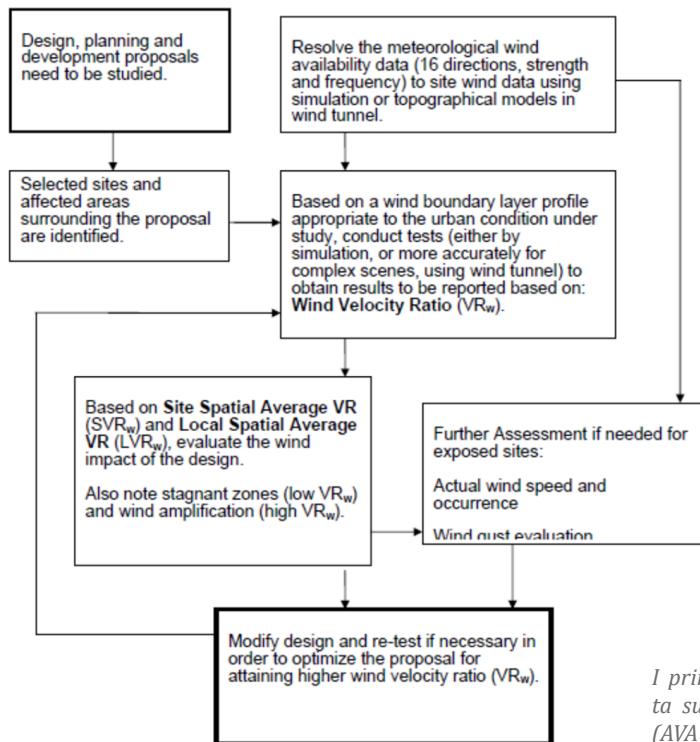 Design, planning and
development proposals
need to be studied.
Resolve the meteorological wind
availability data (16 directions, strength
and frequency) to site wind data using
simulation or topographical models in
wind tunnel.
Selected sites and
affected areas
surrounding the proposal
are identified.
Based on a wind boundary layer profile
appropriate to the urban condition under
study, conduct tests (either by
simulation, or more accurately for
complex scenes, using wind tunnel) to
obtain results to be reported based on:
Wind Velocity Ratio (VRw).
Based on Site Spatial Average VR
(SVRw) and Local Spatial Average
VR (LVRw), evaluate the wind
impact of the design.
Also note stagnant zones (low VRw)
and wind amplification (high VRw).
Further Assessment if needed for
exposed sites:
Actual wind speed and
occurrence
Wind gust evaluation
Modify design and re-test if necessary in
order to optimize the proposal for
attaining higher wind velocity ratio (VRw).
I
ta
(AVA